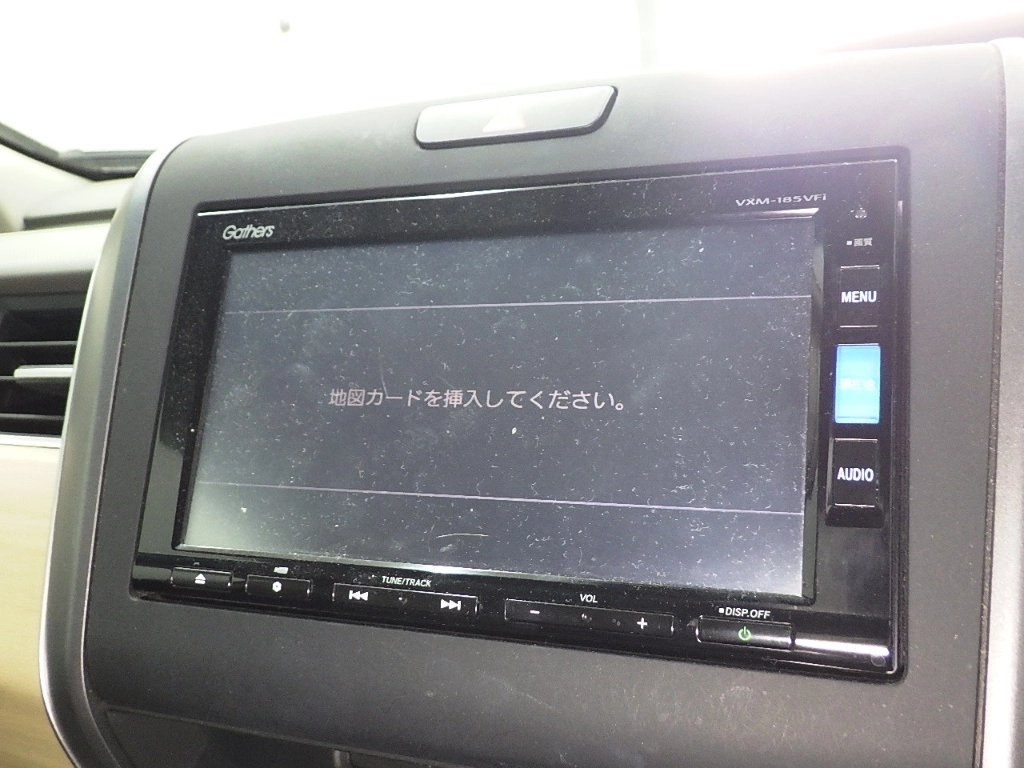 VXM-185VFi
Gathers
■画質
MENU
地図カードを挿入してください。
AUDIO
TUNE/TRACK
VOL
− +
■DISP.OFF